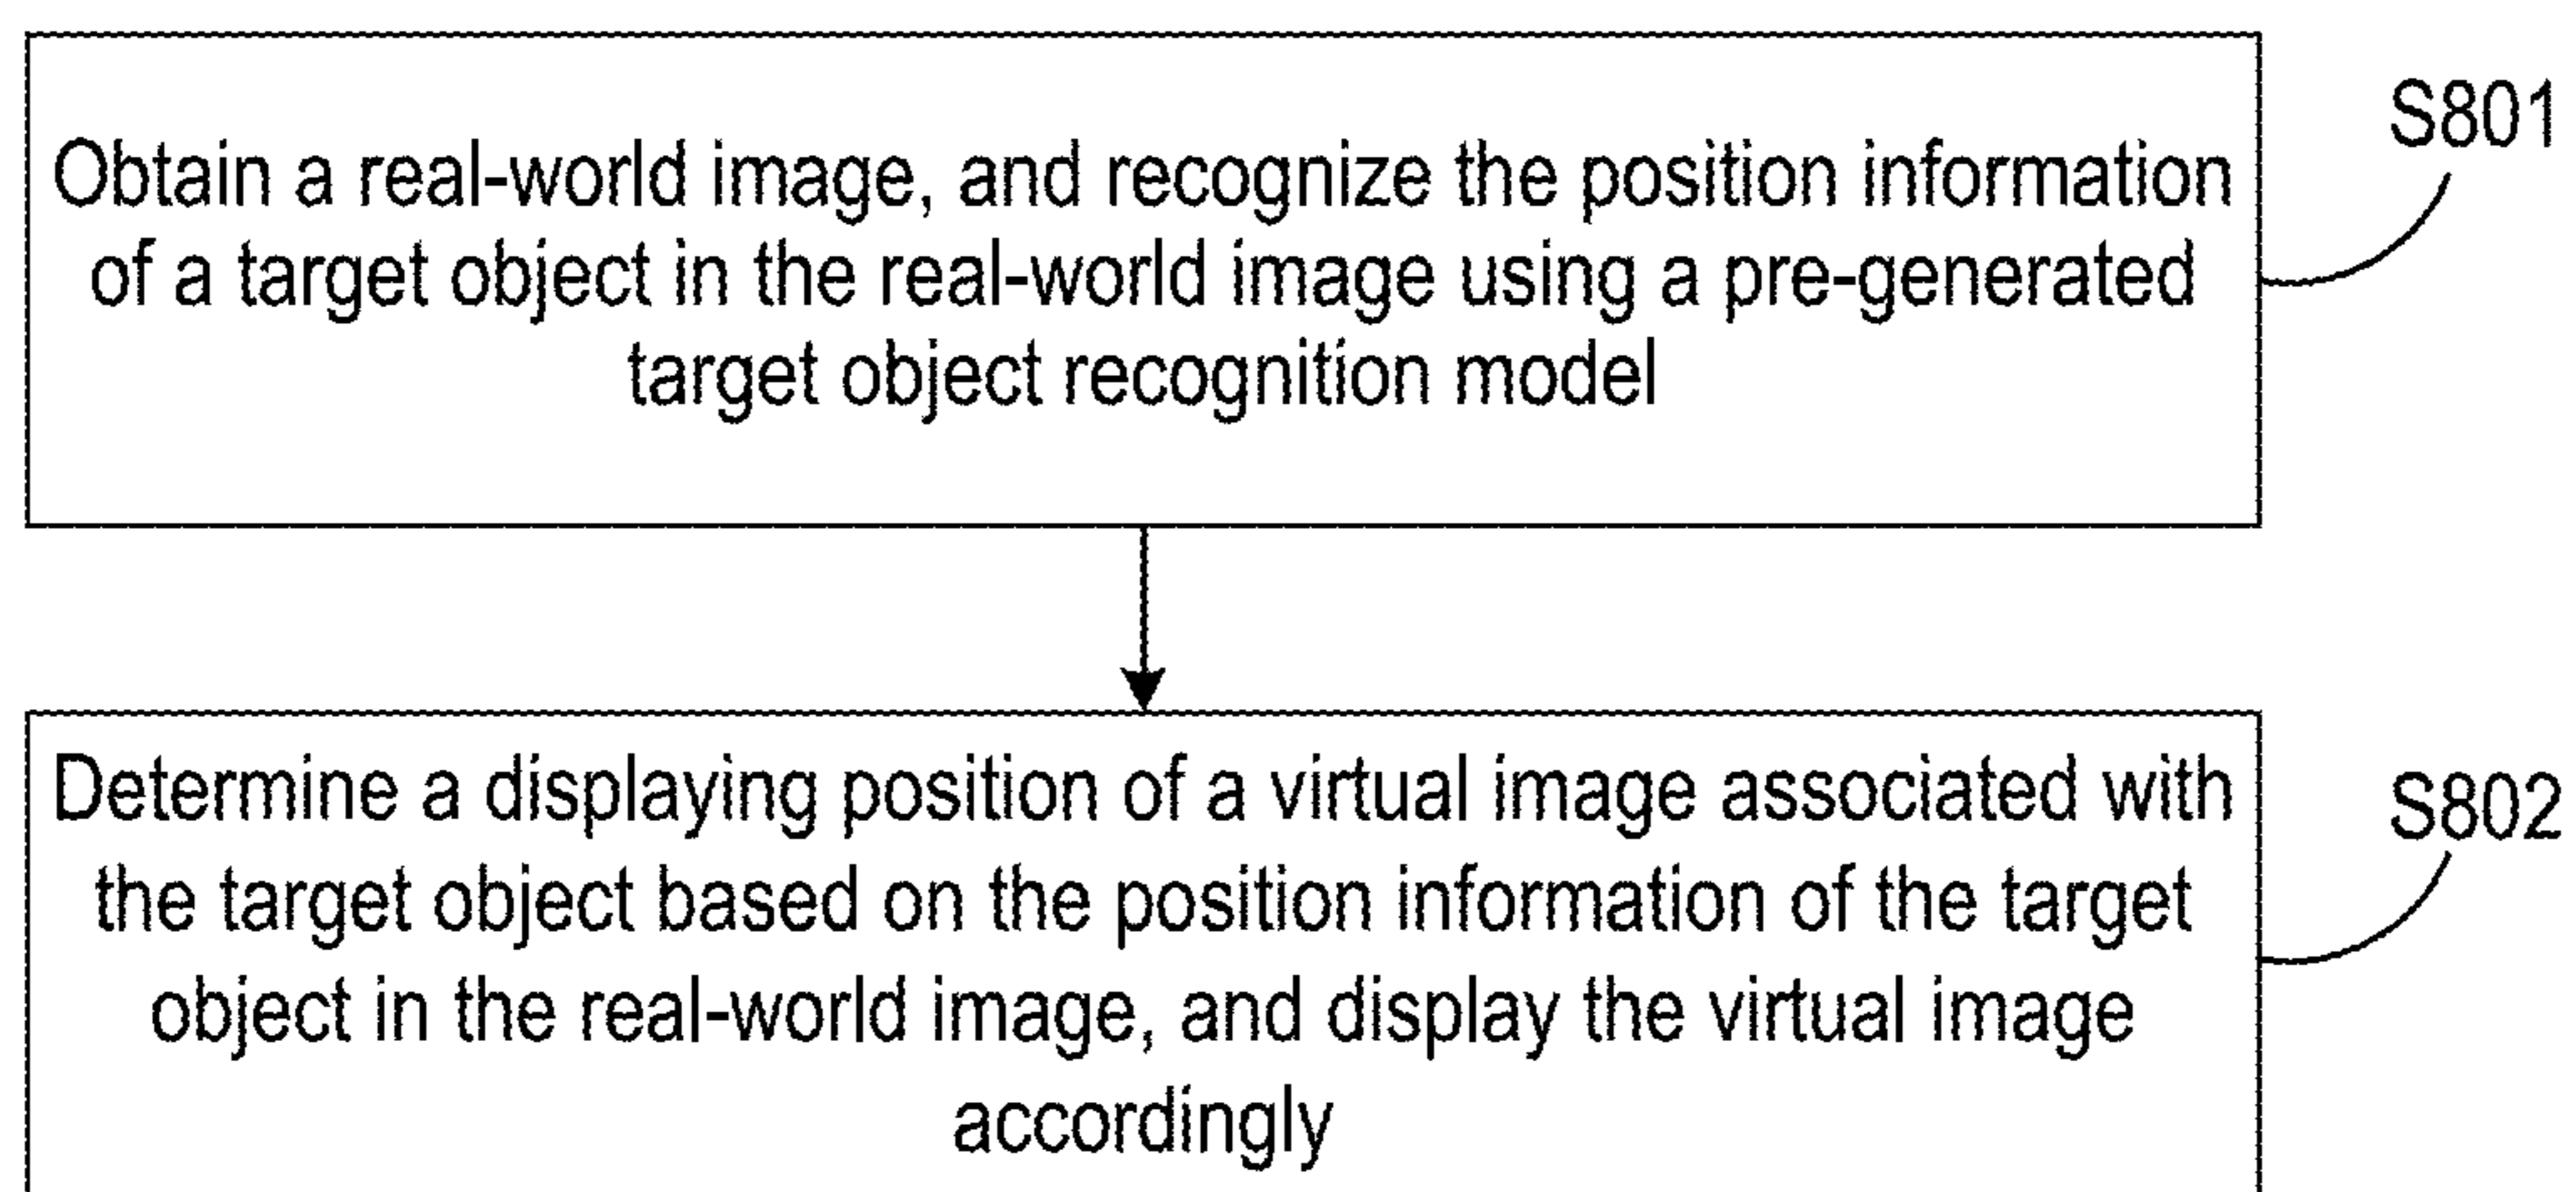 Obtain a real-world image, and recognize the position information
of a target object in the real-world image using a pre-generated
target object recognition model
S801
Determine a displaying position of a virtual image associated with
the target object based on the position information of the target
object in the real-world image, and display the virtual image
accordingly
S802